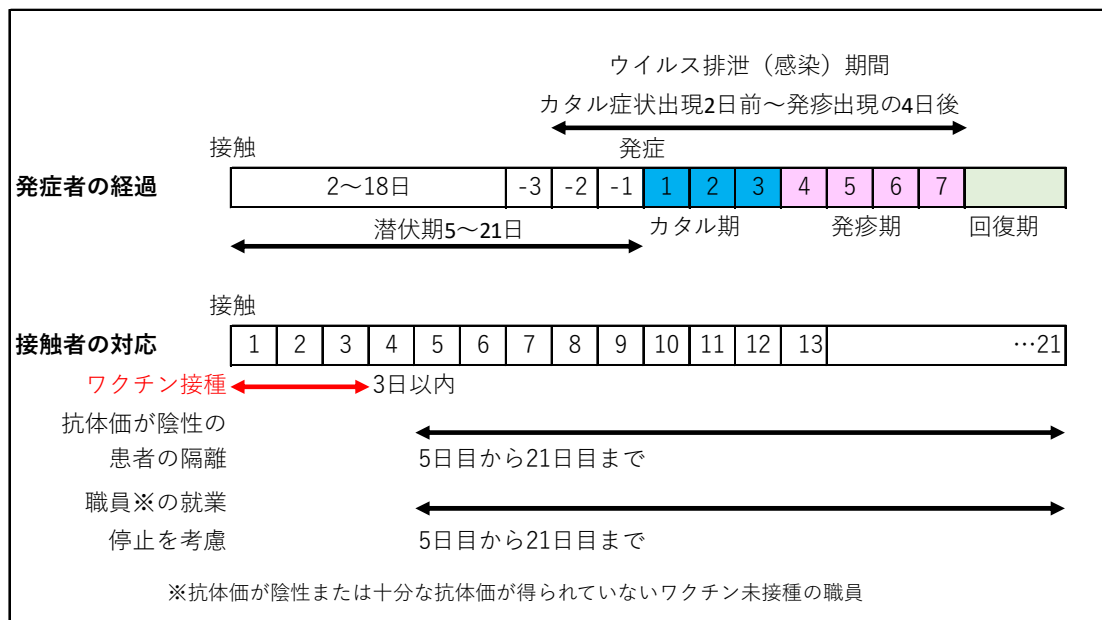 ウイルス排泄（感染）期間
カタル症状出現2日前～発疹出現の4日後
接触 発症
発症者の経過 2～18日 -3 -2 -1 1 2 3 4 5 6 7
潜伏期5～21日 カタル期 発疹期 回復期
接触
接触者の対応 1 2 3 4 5 6 7 8 9 10 11 12 13 …21
ワクチン接種 3日以内
抗体価が陰性の
患者の隔離 5日目から21日目まで
職員※の就業
停止を考慮 5日目から21日目まで
※抗体価が陰性または十分な抗体価が得られていないワクチン未接種の職員